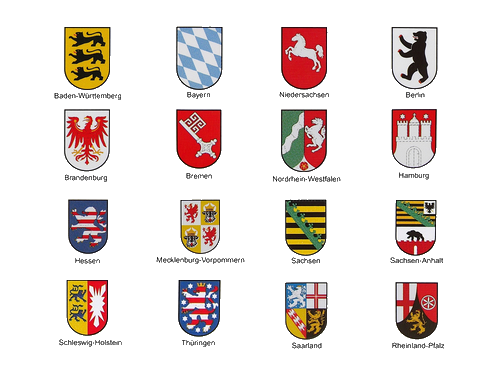 Baden-Württemberg
Bayern
Niedersachsen
Berlin
Brandenburg
Bremen
Nordrhein-Westfalen
Hamburg
Hessen
Mecklenburg-Vorpommern
Sachsen
Sachsen-Anhalt
Schleswig-Holstein
Thüringen
Saarland
Rheinland-Pfalz